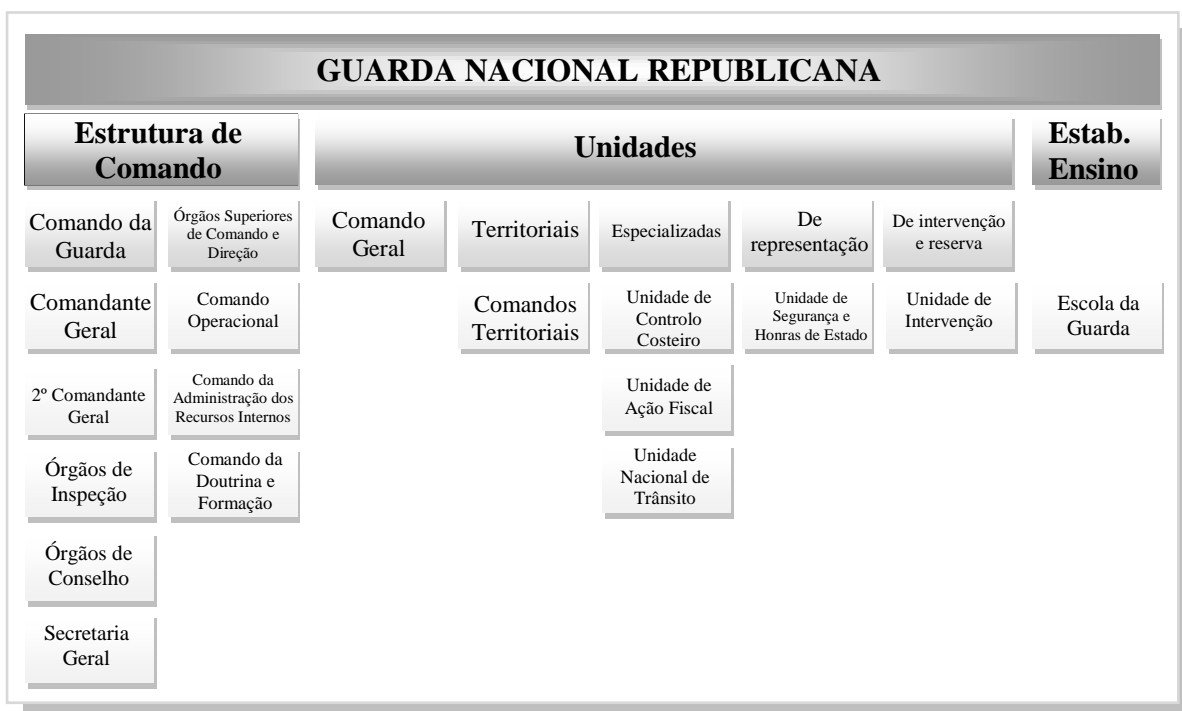 GUARDA NACIONAL REPUBLICANA
Estrutura de
Comando
Unidades
Estab.
Ensino
Comando da
Guarda
Órgãos Superiores
de Comando e
Direção
Comando
Geral
Territoriais
Especializadas
De
representação
De intervenção
e reserva
Comandante
Geral
Comando
Operacional
Comandos
Territoriais
Unidade de
Controlo
Costeiro
Unidade de
Segurança e
Honras de Estado
Unidade de
Intervenção
Escola da
Guarda
2º Comandante
Geral
Comando da
Administração dos
Recursos Internos
Unidade de
Ação Fiscal
Órgãos de
Inspeção
Comando da
Doutrina e
Formação
Unidade
Nacional de
Trânsito
Órgãos de
Conselho
Secretaria
Geral